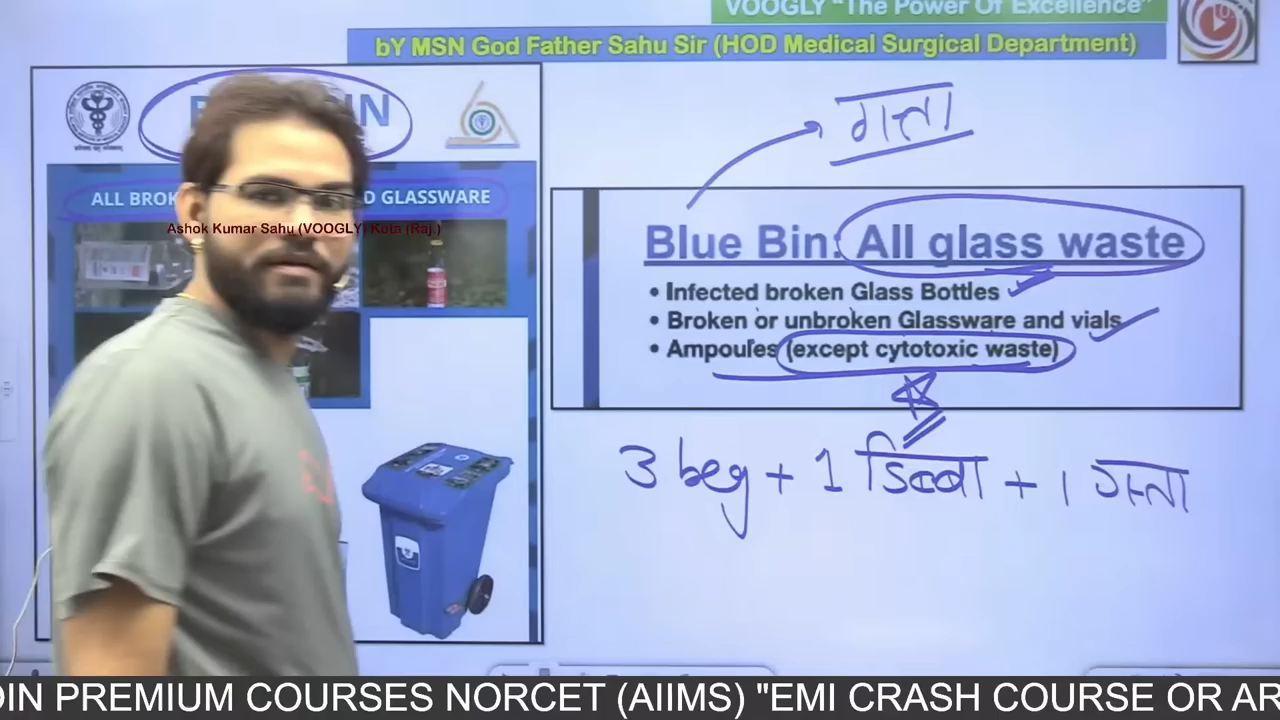 VOOGLY "The Power Of Excellence"
bY MSN God Father Sahu Sir (HOD Medical Surgical Department)
गत्ता
ALL BROK
D GLASSWARE
Ashok Kumar Sahu (VOOGLY) Kota (Raj.)
Blue Bin: All glass waste
• Infected broken Glass Bottles
• Broken or unbroken Glassware and vials
• Ampoules (except cytotoxic waste)
3 beg + 1 डिब्बा + 1 गत्ता
OIN PREMIUM COURSES NORCET (AIIMS) "EMI CRASH COURSE OR AR